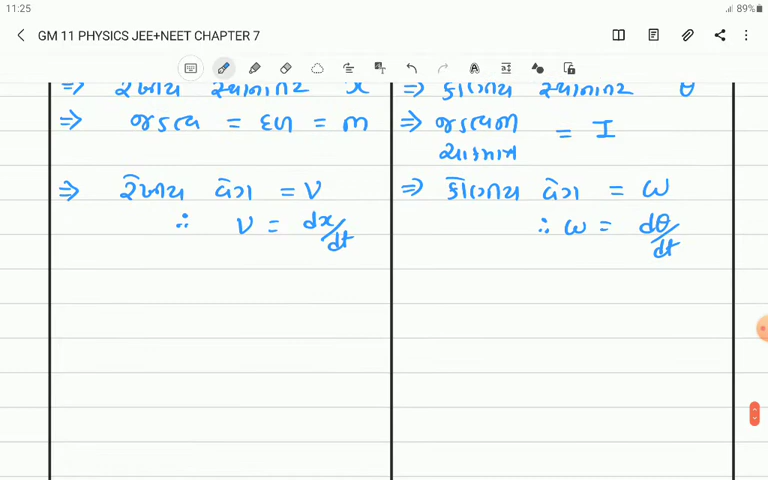 11:25
89%
GM 11 PHYSICS JEE+NEET CHAPTER 7
⇒ રેખીય સ્થાનાંતર x
⇒ જડત્વ = દળ = m
⇒ રેખીય વેગ = v
∴ v = dx/dt
⇒ કોણીય સ્થાનાંતર θ
⇒ જડત્વની = I
ચાકમાત્રા
⇒ કોણીય વેગ = ω
∴ ω = dθ/dt